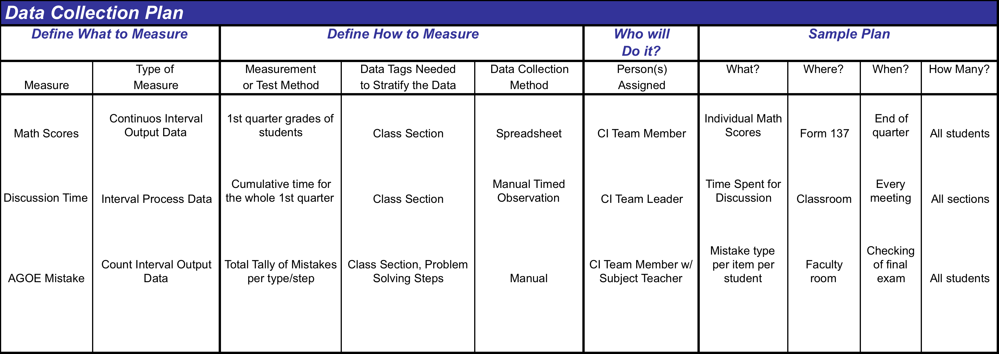 Data Collection Plan
Define What to Measure
Define How to Measure
Who will
Do it?
Sample Plan
Measure
Type of
Measure
Measurement
or Test Method
Data Tags Needed
to Stratify the Data
Data Collection
Method
Person(s)
Assigned
What?
Where?
When?
How Many?
Math Scores
Continuos Interval
Output Data
1st quarter grades of
students
Class Section
Spreadsheet
CI Team Member
Individual Math
Scores
Form 137
End of
quarter
All students
Discussion Time
Interval Process Data
Cumulative time for
the whole 1st quarter
Class Section
Manual Timed
Observation
CI Team Leader
Time Spent for
Discussion
Classroom
Every
meeting
All sections
AGOE Mistake
Count Interval Output
Data
Total Tally of Mistakes
per type/step
Class Section, Problem
Solving Steps
Manual
CI Team Member w/
Subject Teacher
Mistake type
per item per
student
Faculty
room
Checking
of final
exam
All students